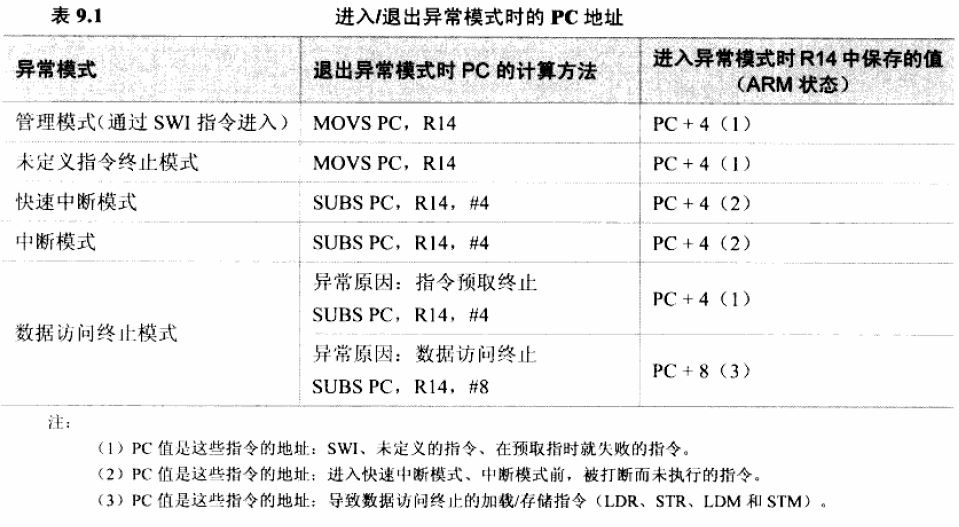 表 9.1 进入/退出异常模式时的 PC 地址
异常模式 退出异常模式时 PC 的计算方法 进入异常模式时 R14 中保存的值
（ARM 状态）
管理模式（通过 SWI 指令进入） MOVS PC，R14 PC + 4（1）
未定义指令终止模式 MOVS PC，R14 PC + 4（1）
快速中断模式 SUBS PC，R14，#4 PC + 4（2）
中断模式 SUBS PC，R14，#4 PC + 4（2）
数据访问终止模式
异常原因：指令预取终止
SUBS PC，R14，#4
PC + 4（1）
异常原因：数据访问终止
SUBS PC，R14，#8
PC + 8（3）
注：
（1）PC 值是这些指令的地址：SWI、未定义的指令、在预取指时就失败的指令。
（2）PC 值是这些指令的地址：进入快速中断模式、中断模式前，被打断而未执行的指令。
（3）PC 值是这些指令的地址：导致数据访问终止的加载/存储指令（LDR、STR、LDM 和 STM）。